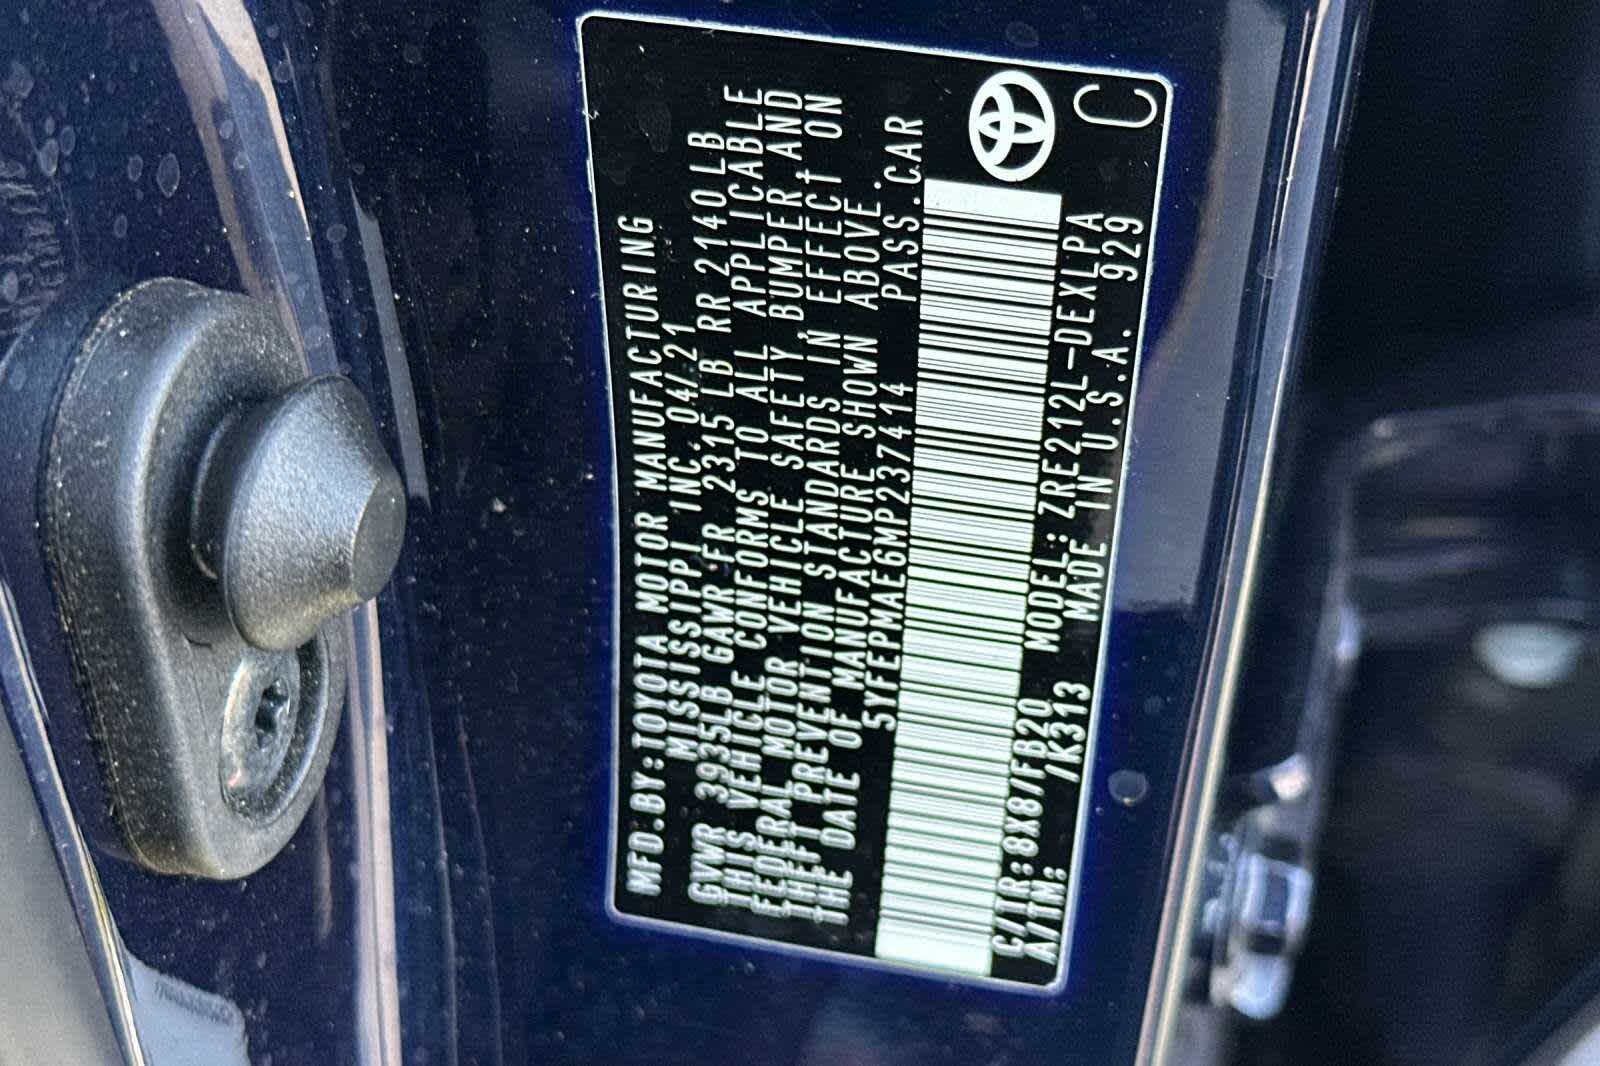 MFD.BY:TOYOTA MOTOR MANUFACTURING
MISSISSIPPI INC. 04/21
GVWR 3935LB GAWR FR 2315 LB RR 2140LB
THIS VEHICLE CONFORMS TO ALL APPLICABLE
FEDERAL MOTOR VEHICLE SAFETY BUMPER, AND
THEFT PREVENTION STANDARDS IN EFFECT ON
THE DATE OF MANUFACTURE SHOWN ABOVE.
5YFEPMAE6MP237414 PASS.CAR
C/TR:8X8/FB20 MODEL:ZRE212L-DEXLPA
A/TM: /K313 MADE IN U.S.A. 929
C